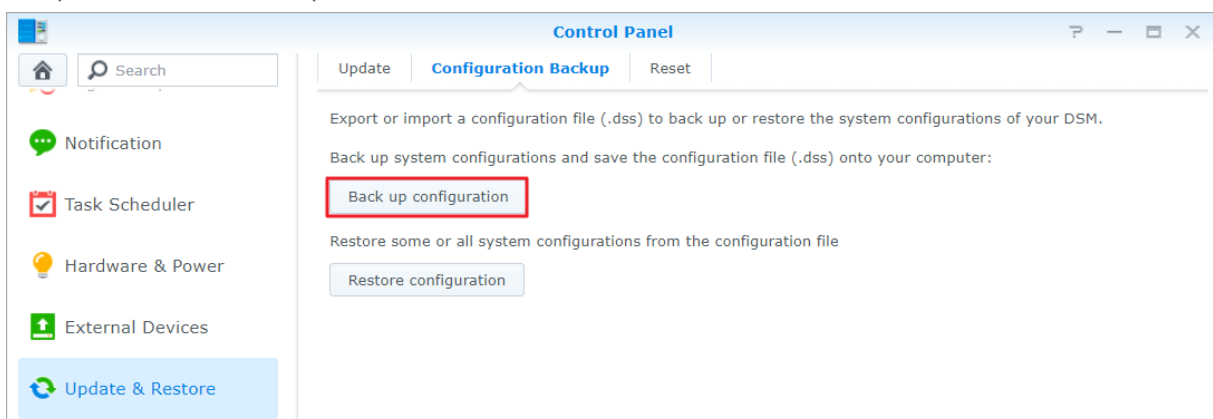 Control Panel
Search
Update Configuration Backup Reset
Export or import a configuration file (.dss) to back up or restore the system configurations of your DSM.
Notification
Back up system configurations and save the configuration file (.dss) onto your computer:
Back up configuration
Task Scheduler
Restore some or all system configurations from the configuration file
Hardware & Power
Restore configuration
External Devices
Update & Restore